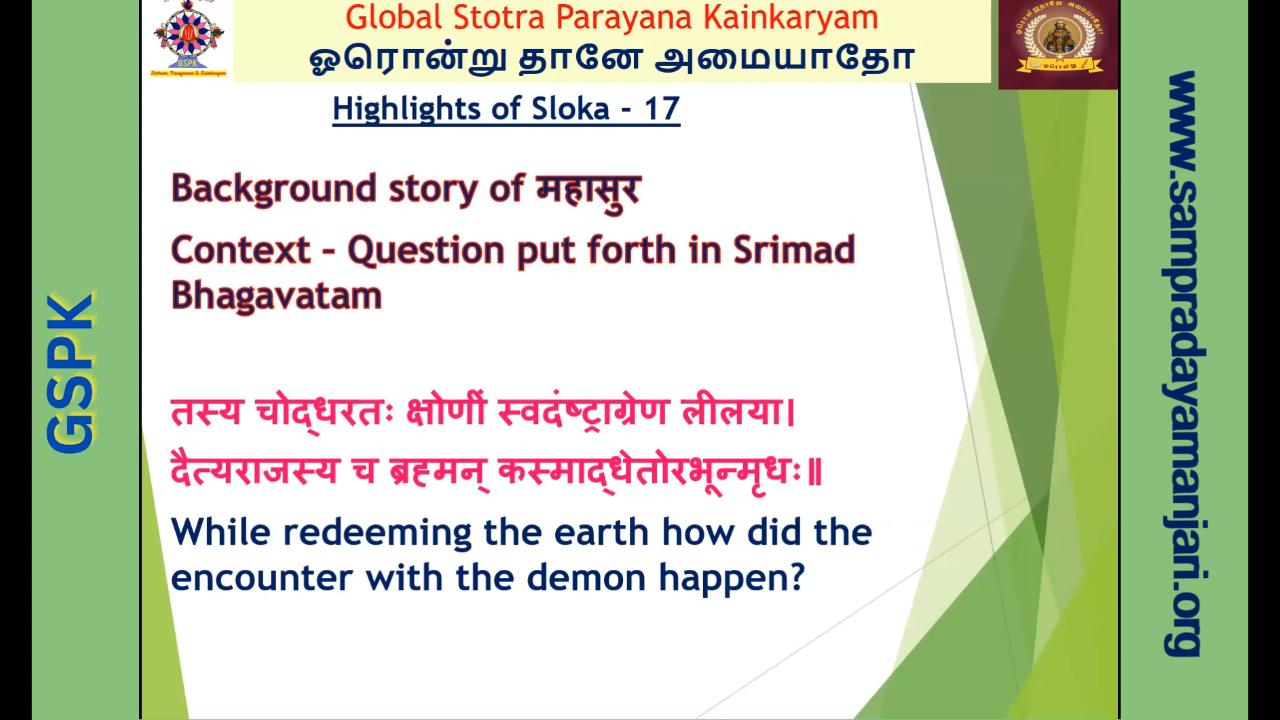 Global Stotra Parayana Kainkaryam
ஓரொன்று தானே அமையாதோ
GSPK
Highlights of Sloka - 17
Background story of महासुर
Context – Question put forth in Srimad
Bhagavatam
तस्य चोद्धरतः क्षोणीं स्वदंष्ट्राग्रेण लीलया।
दैत्यराजस्य च ब्रह्मन् कस्माद्धेतोरभून्मृधः॥
While redeeming the earth how did the
encounter with the demon happen?
GSPK
www.sampradayamanjari.org